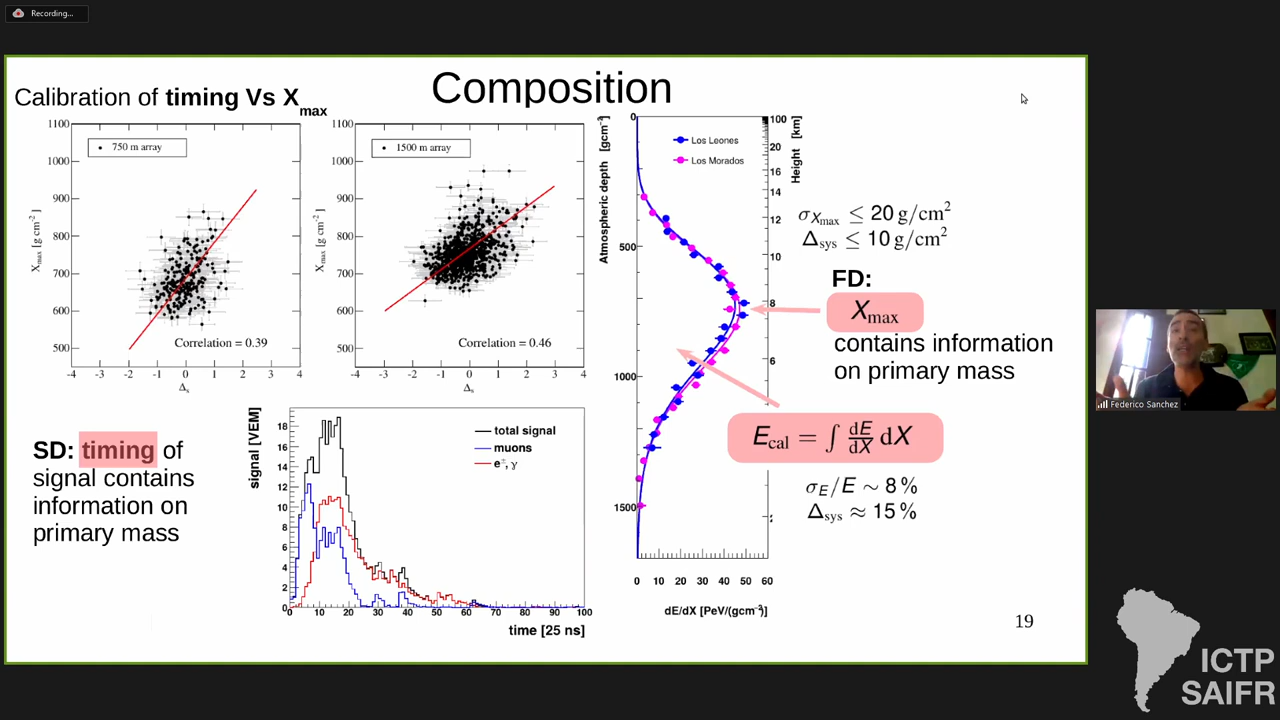 Recording...
Composition
Calibration of timing Vs Xmax
750 m array
1100
1000
900
800
700
600
500
Xmax [g cm-2]
Correlation = 0.39
-4 -3 -2 -1 0 1 2 3 4
Δs
1500 m array
1100
1000
900
800
700
600
500
Xmax [g cm-2]
Correlation = 0.46
-4 -3 -2 -1 0 1 2 3 4
Δs
Atmospheric depth [gcm-2]
0
500
1000
1500
Los Leones
Los Morados
Height [km]
100
20
16
14
12
10
8
6
0 10 20 30 40 50 60
dE/dX [PeV/(gcm-2)]
σXmax ≤ 20 g/cm2
Δsys ≤ 10 g/cm2
FD:
Xmax
contains information
on primary mass
Ecal = ∫ dE/dX dX
σE/E ~ 8 %
Δsys ≈ 15 %
SD: timing of
signal contains
information on
primary mass
signal [VEM]
18
16
14
12
10
8
6
4
2
0
total signal
muons
e±, γ
0 10 20 30 40 50 60 70 80 90 100
time [25 ns]
19
Federico Sanchez
ICTP
SAIFR